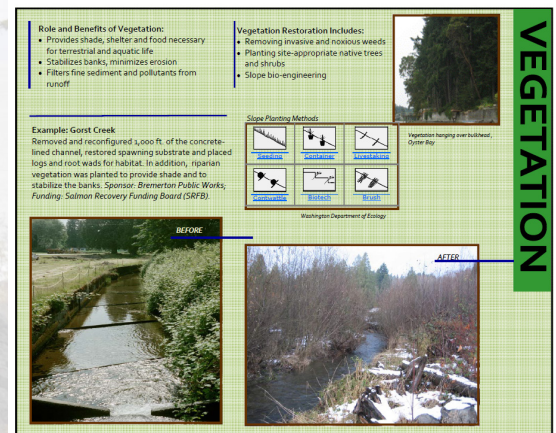 Role and Benefits of Vegetation:
• Provides shade, shelter and food necessary
for terrestrial and aquatic life
• Stabilizes banks, minimizes erosion
• Filters fine sediment and pollutants from
runoff
Vegetation Restoration Includes:
• Removing invasive and noxious weeds
• Planting site-appropriate native trees
and shrubs
• Slope bio-engineering
VEGETATION
Vegetation hanging over bulkhead,
Oyster Bay
Example: Gorst Creek
Removed and reconfigured 1,000 ft. of the concrete-
lined channel, restored spawning substrate and placed
logs and root wads for habitat. In addition, riparian
vegetation was planted to provide shade and to
stabilize the banks. Sponsor: Bremerton Public Works;
Funding: Salmon Recovery Funding Board (SRFB).
Slope Planting Methods
Seeding Container Livestaking
Contwattle Biotech Brush
Washington Department of Ecology
BEFORE
AFTER